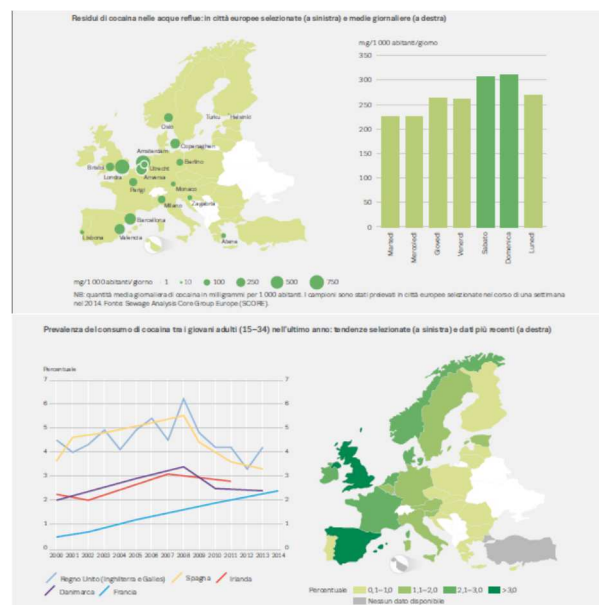 Residui di cocaina nelle acque reflue: in città europee selezionate (a sinistra) e medie giornaliere (a destra)
mg/1 000 abitanti/giorno
350
300
250
200
150
100
50
0
Martedì
Mercoledì
Giovedì
Venerdì
Sabato
Domenica
Lunedì
Oslo
Turku
Helsinki
Copenaghen
Amsterdam
Berlino
Bristol
Utrecht
Londra
Anversa
Parigi
Monaco
Milano
Zagabria
Barcellona
Lisbona
Valencia
Atene
mg/1 000 abitanti/giorno 1 10 100 250 500 750
NB: quantità media giornaliera di cocaina in milligrammi per 1 000 abitanti. I campioni sono stati prelevati in città europee selezionate nel corso di una settimana
nel 2014. Fonte: Sewage Analysis Core Group Europe (SCORE).
Prevalenza del consumo di cocaina tra i giovani adulti (15–34) nell'ultimo anno: tendenze selezionate (a sinistra) e dati più recenti (a destra)
Percentuale
7 7
6 6
5 5
4 4
3 3
2 2
1 1
0 0
2000 2001 2002 2003 2004 2005 2006 2007 2008 2009 2010 2011 2012 2013 2014
Regno Unito (Inghilterra e Galles) Spagna Irlanda
Danimarca Francia
Percentuale 0,1–1,0 1,1–2,0 2,1–3,0 >3,0
Nessun dato disponibile